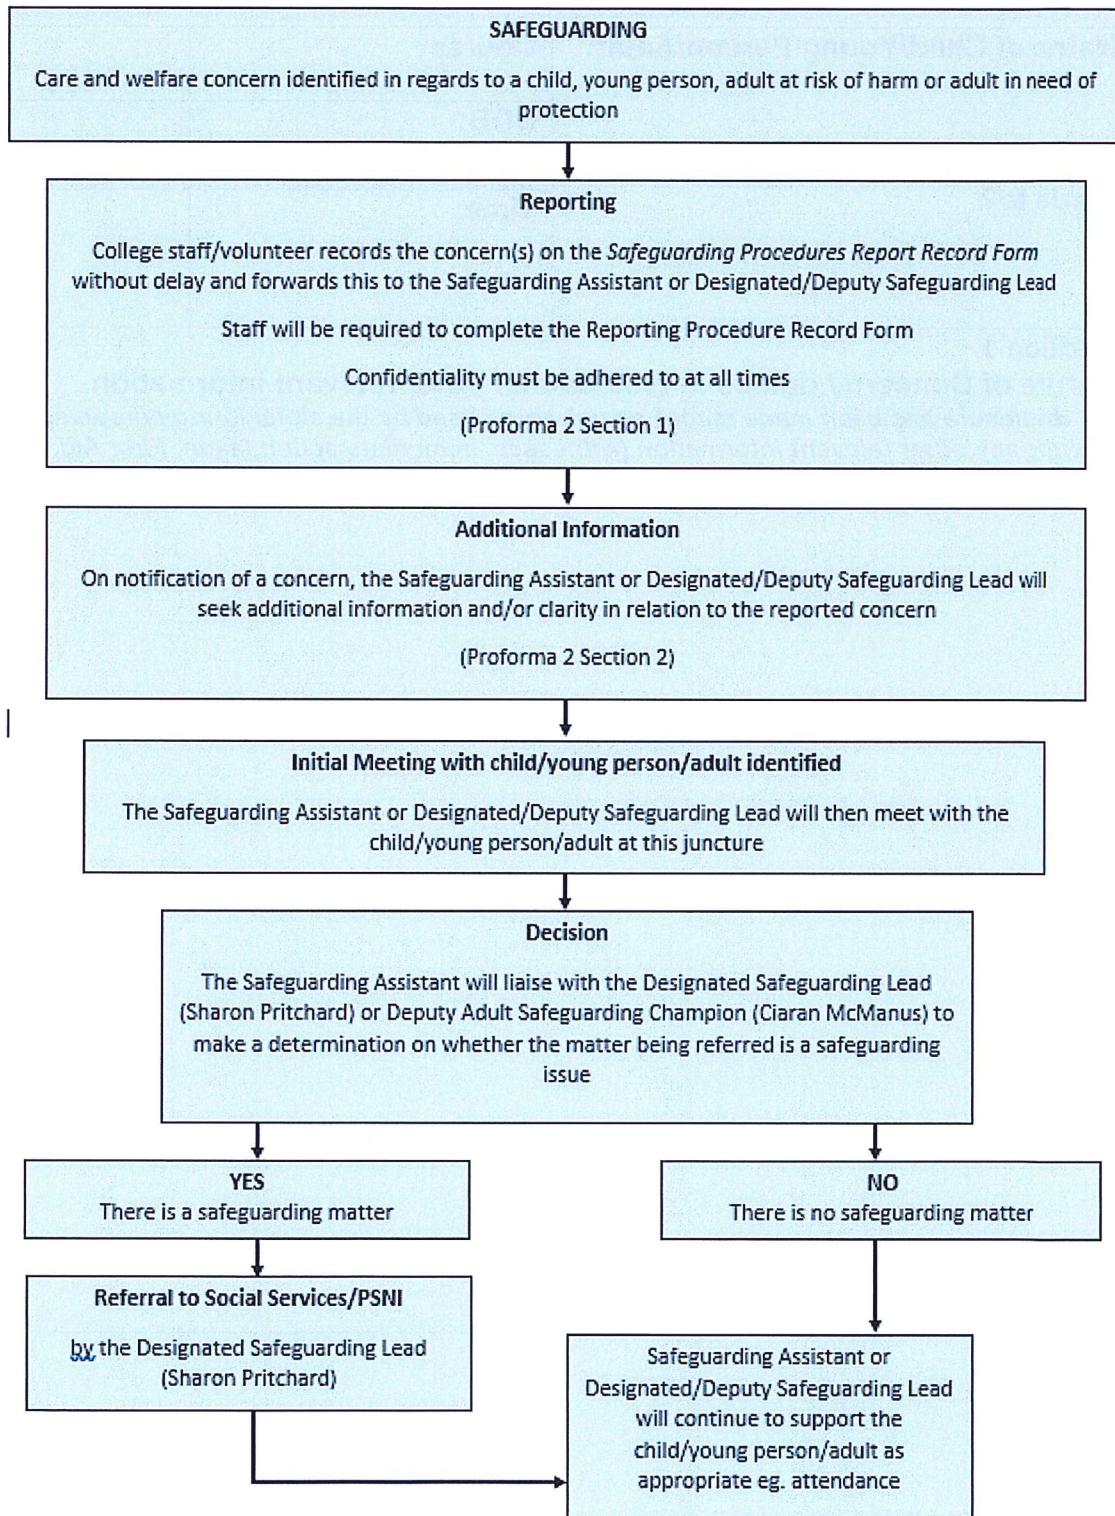 SAFEGUARDING
Care and welfare concern identified in regards to a child, young person, adult at risk of harm or adult in need of
protection
Reporting
College staff/volunteer records the concern(s) on the Safeguarding Procedures Report Record Form
without delay and forwards this to the Safeguarding Assistant or Designated/Deputy Safeguarding Lead
Staff will be required to complete the Reporting Procedure Record Form
Confidentiality must be adhered to at all times
(Proforma 2 Section 1)
Additional Information
On notification of a concern, the Safeguarding Assistant or Designated/Deputy Safeguarding Lead will
seek additional information and/or clarity in relation to the reported concern
(Proforma 2 Section 2)
Initial Meeting with child/young person/adult identified
The Safeguarding Assistant or Designated/Deputy Safeguarding Lead will then meet with the
child/young person/adult at this juncture
Decision
The Safeguarding Assistant will liaise with the Designated Safeguarding Lead
(Sharon Pritchard) or Deputy Adult Safeguarding Champion (Ciaran McManus) to
make a determination on whether the matter being referred is a safeguarding
issue
YES
There is a safeguarding matter
NO
There is no safeguarding matter
Referral to Social Services/PSNI
by the Designated Safeguarding Lead
(Sharon Pritchard)
Safeguarding Assistant or
Designated/Deputy Safeguarding Lead
will continue to support the
child/young person/adult as
appropriate eg. attendance